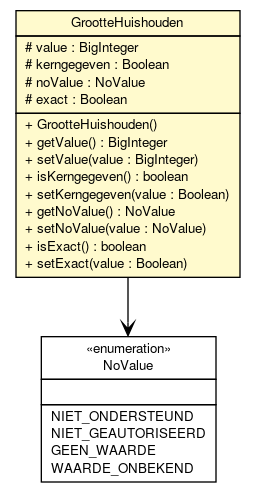 GrootteHuishouden
# value : BigInteger
# kerngegeven : Boolean
# noValue : NoValue
# exact : Boolean
+ GrootteHuishouden()
+ getValue() : BigInteger
+ setValue(value : BigInteger)
+ isKerngegeven() : boolean
+ setKerngegeven(value : Boolean)
+ getNoValue() : NoValue
+ setNoValue(value : NoValue)
+ isExact() : boolean
+ setExact(value : Boolean)
«enumeration»
NoValue
NIET_ONDERSTEUND
NIET_GEAUTORISEERD
GEEN_WAARDE
WAARDE_ONBEKEND